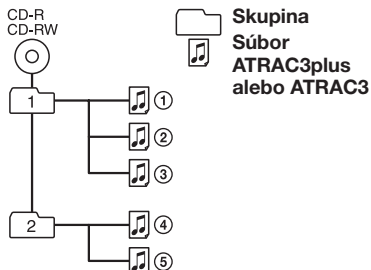 CD-R
CD-RW
Skupina
Súbor
ATRAC3plus
alebo ATRAC3
1
①
②
③
2
④
⑤